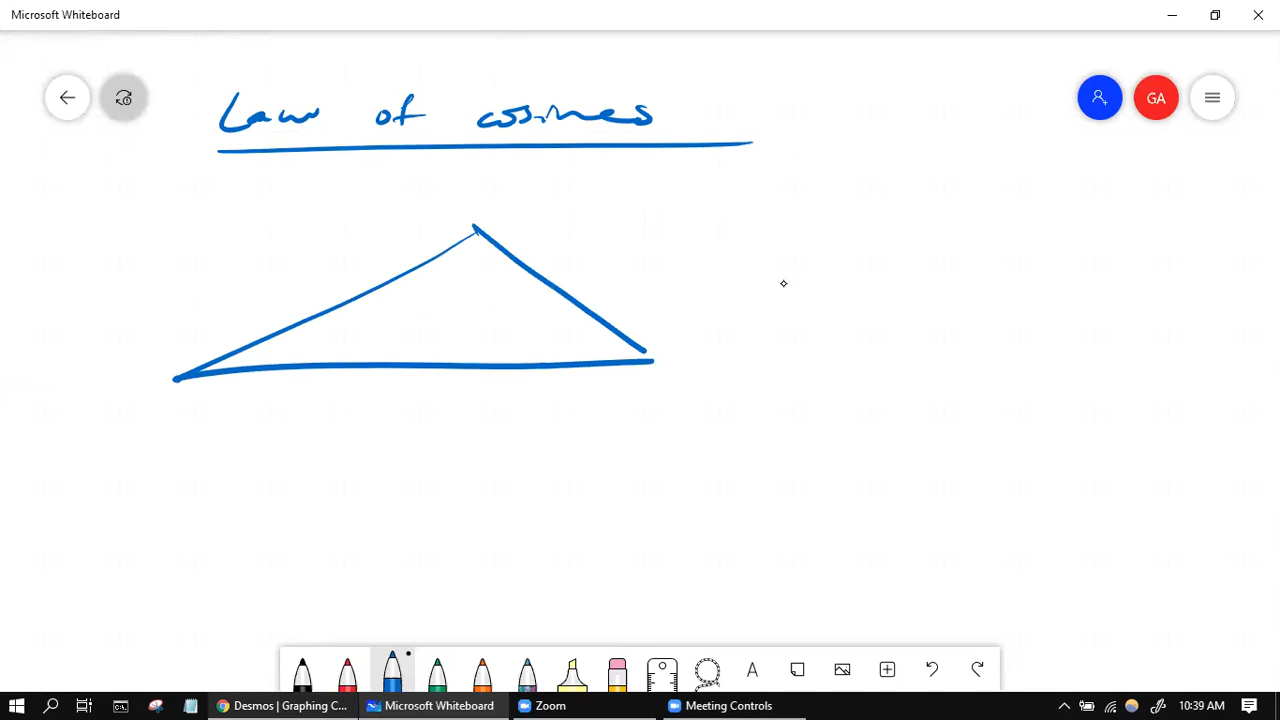 Microsoft Whiteboard
Law of cosines
GA
A
Desmos | Graphing C...
Microsoft Whiteboard
Zoom
Meeting Controls
10:39 AM